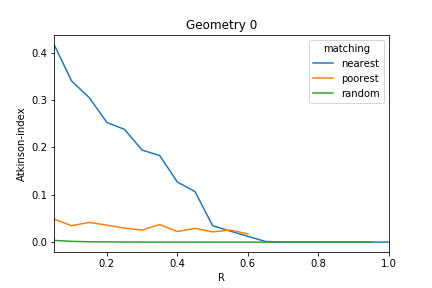 Geometry 0
matching
nearest
poorest
random
Atkinson-index
0.4
0.3
0.2
0.1
0.0
0.2
0.4
0.6
0.8
1.0
R